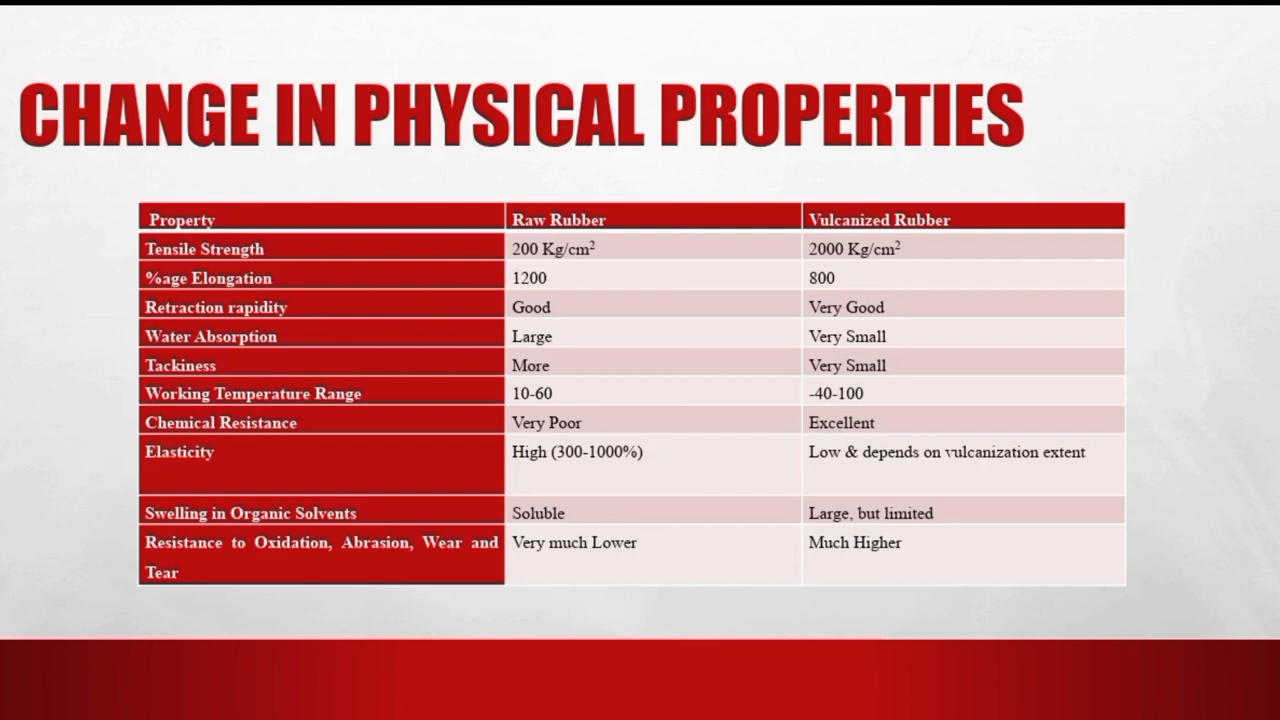 CHANGE IN PHYSICAL PROPERTIES
Property Raw Rubber Vulcanized Rubber
Tensile Strength 200 Kg/cm² 2000 Kg/cm²
%age Elongation 1200 800
Retraction rapidity Good Very Good
Water Absorption Large Very Small
Tackiness More Very Small
Working Temperature Range 10-60 -40-100
Chemical Resistance Very Poor Excellent
Elasticity High (300-1000%) Low & depends on vulcanization extent
Swelling in Organic Solvents Soluble Large, but limited
Resistance to Oxidation, Abrasion, Wear and Very much Lower Much Higher
Tear